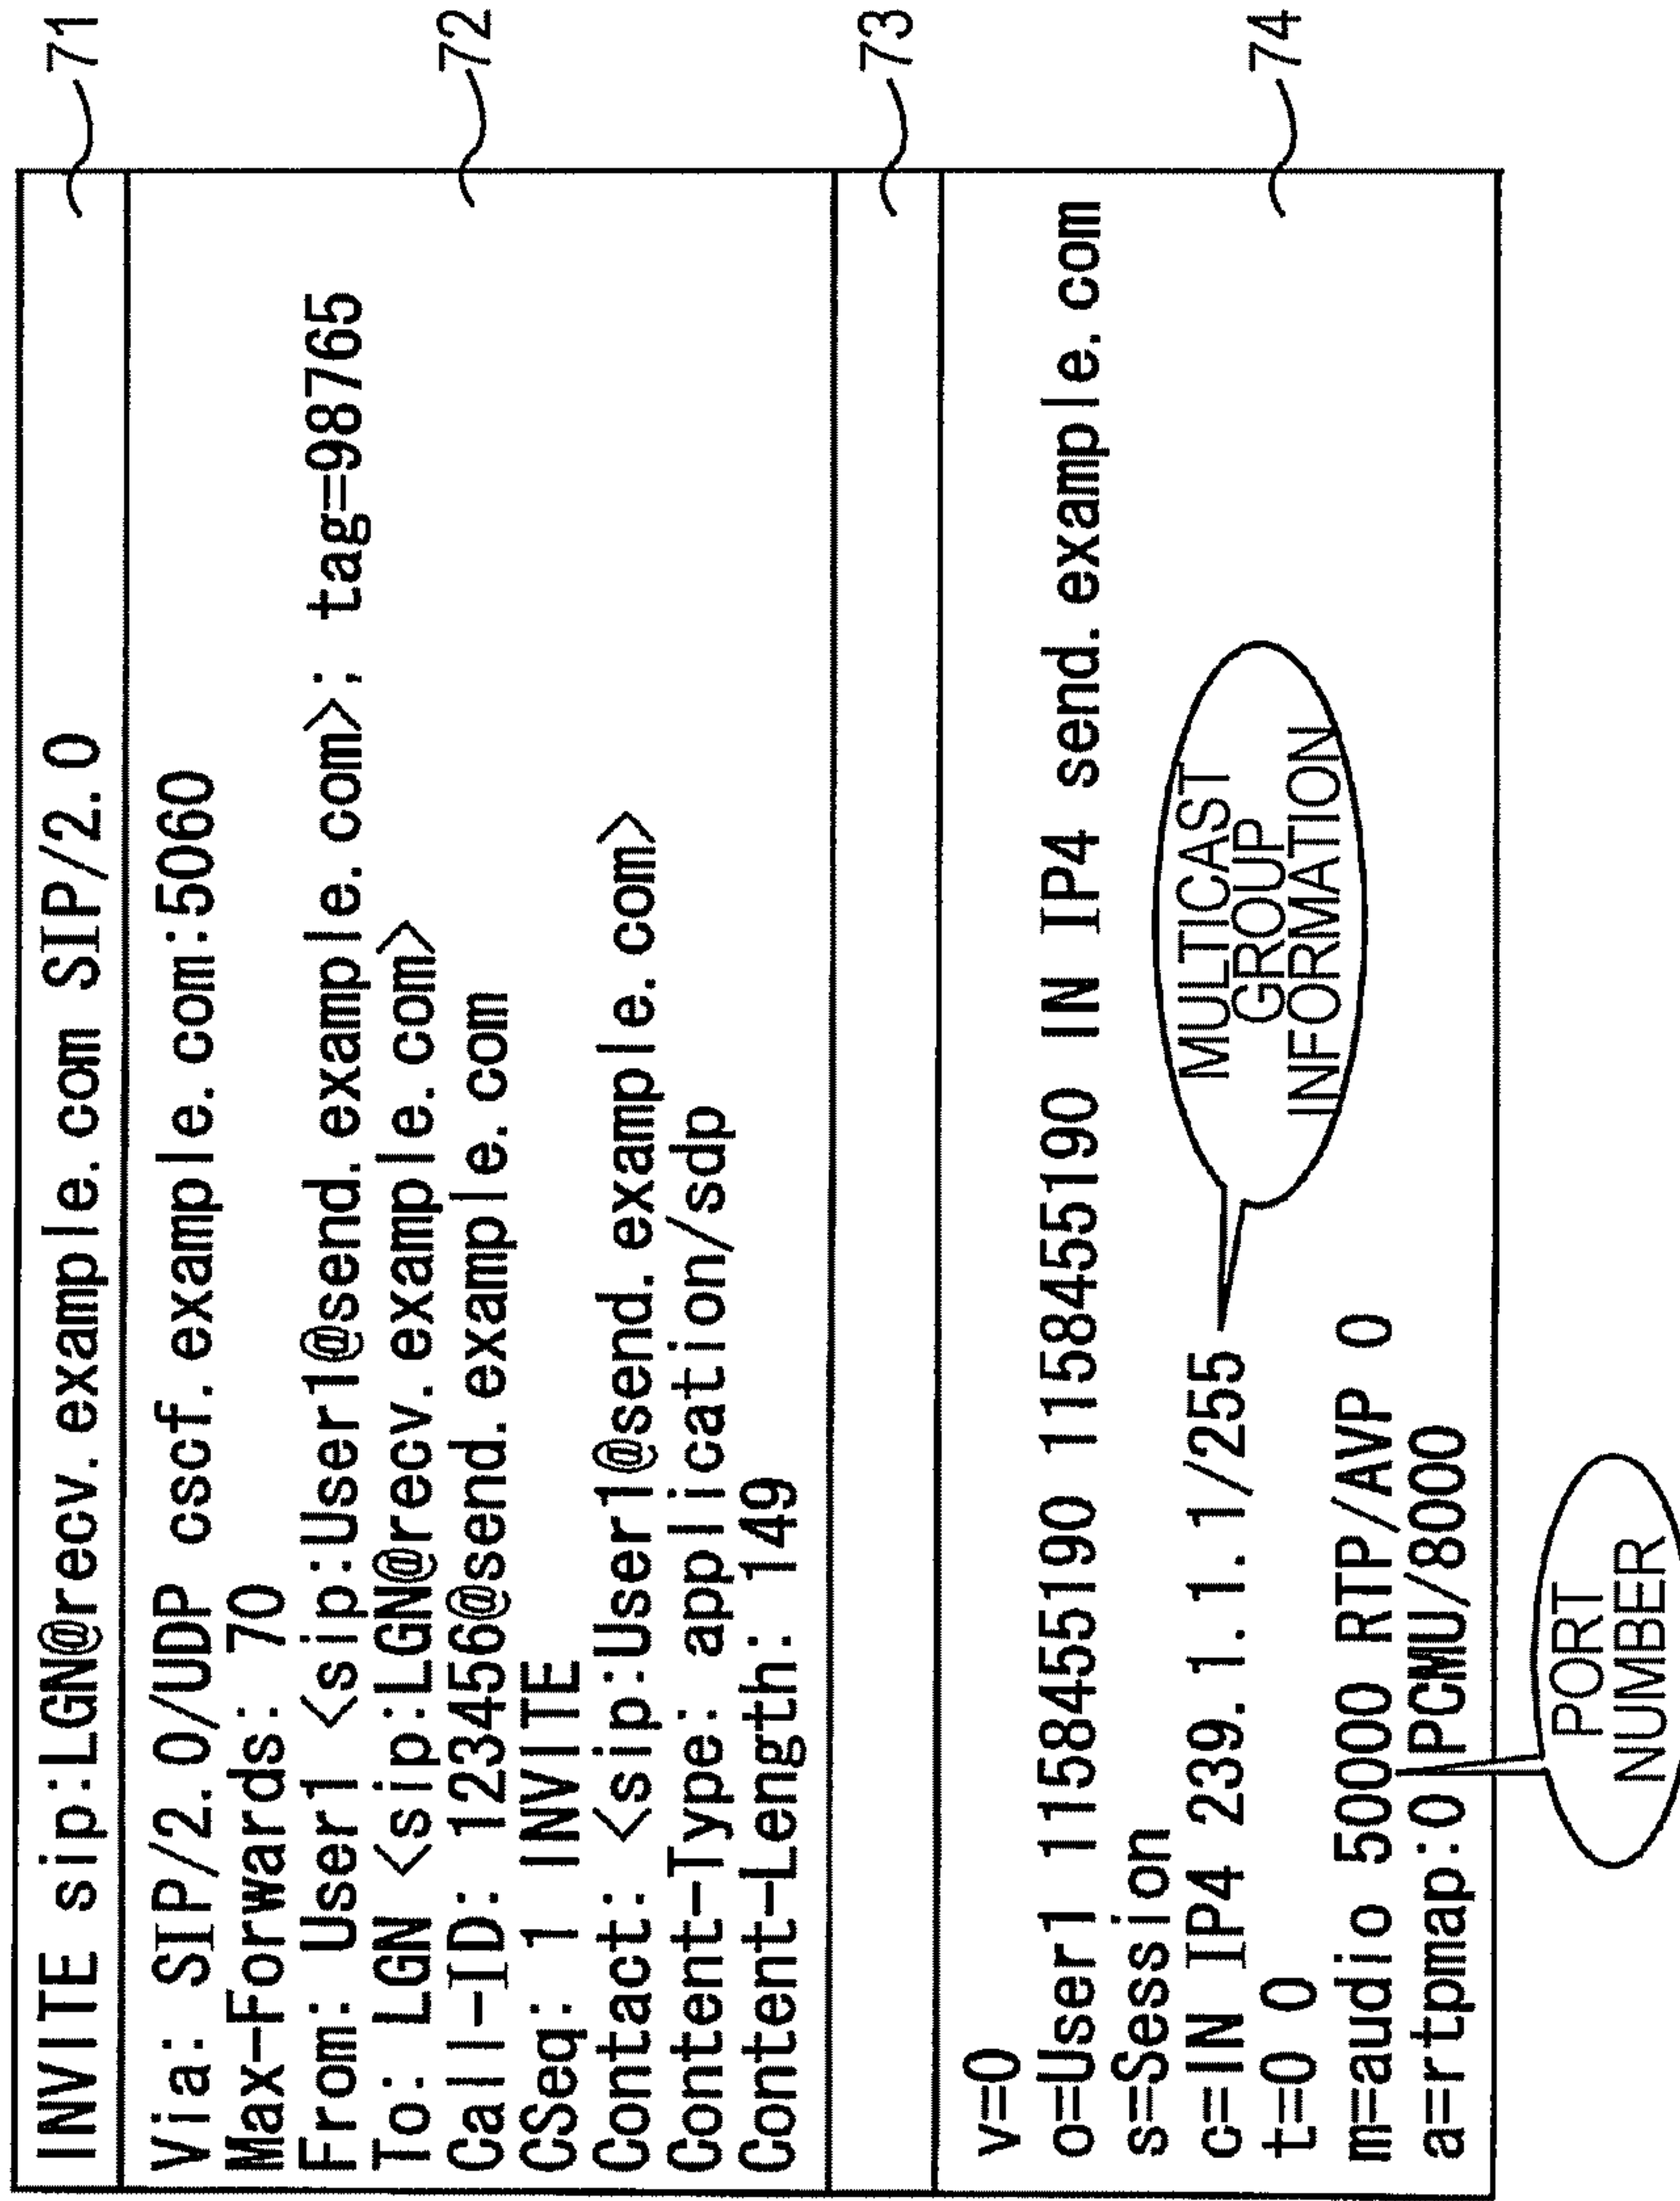 INVITE sip:LGN@recv.example.com SIP/2.0
71
Via: SIP/2.0/UDP cscf.example.com:5060
Max-Forwards: 70
From: User1 <sip:User1@send.example.com>; tag=98765
To: LGN <sip:LGN@recv.example.com>
Call-ID: 123456@send.example.com
CSeq: 1 INVITE
Contact: <sip:User1@send.example.com>
Content-Type: application/sdp
Content-Length: 149
72
73
v=0
o=User1 1158455190 1158455190 IN IP4 send.example.com
s=Session
c=IN IP4 239.1.1.1/255
t=0 0
m=audio 50000 RTP/AVP 0
a=rtpmap:0 PCMU/8000
74
MULTICAST
GROUP
INFORMATION
PORT
NUMBER